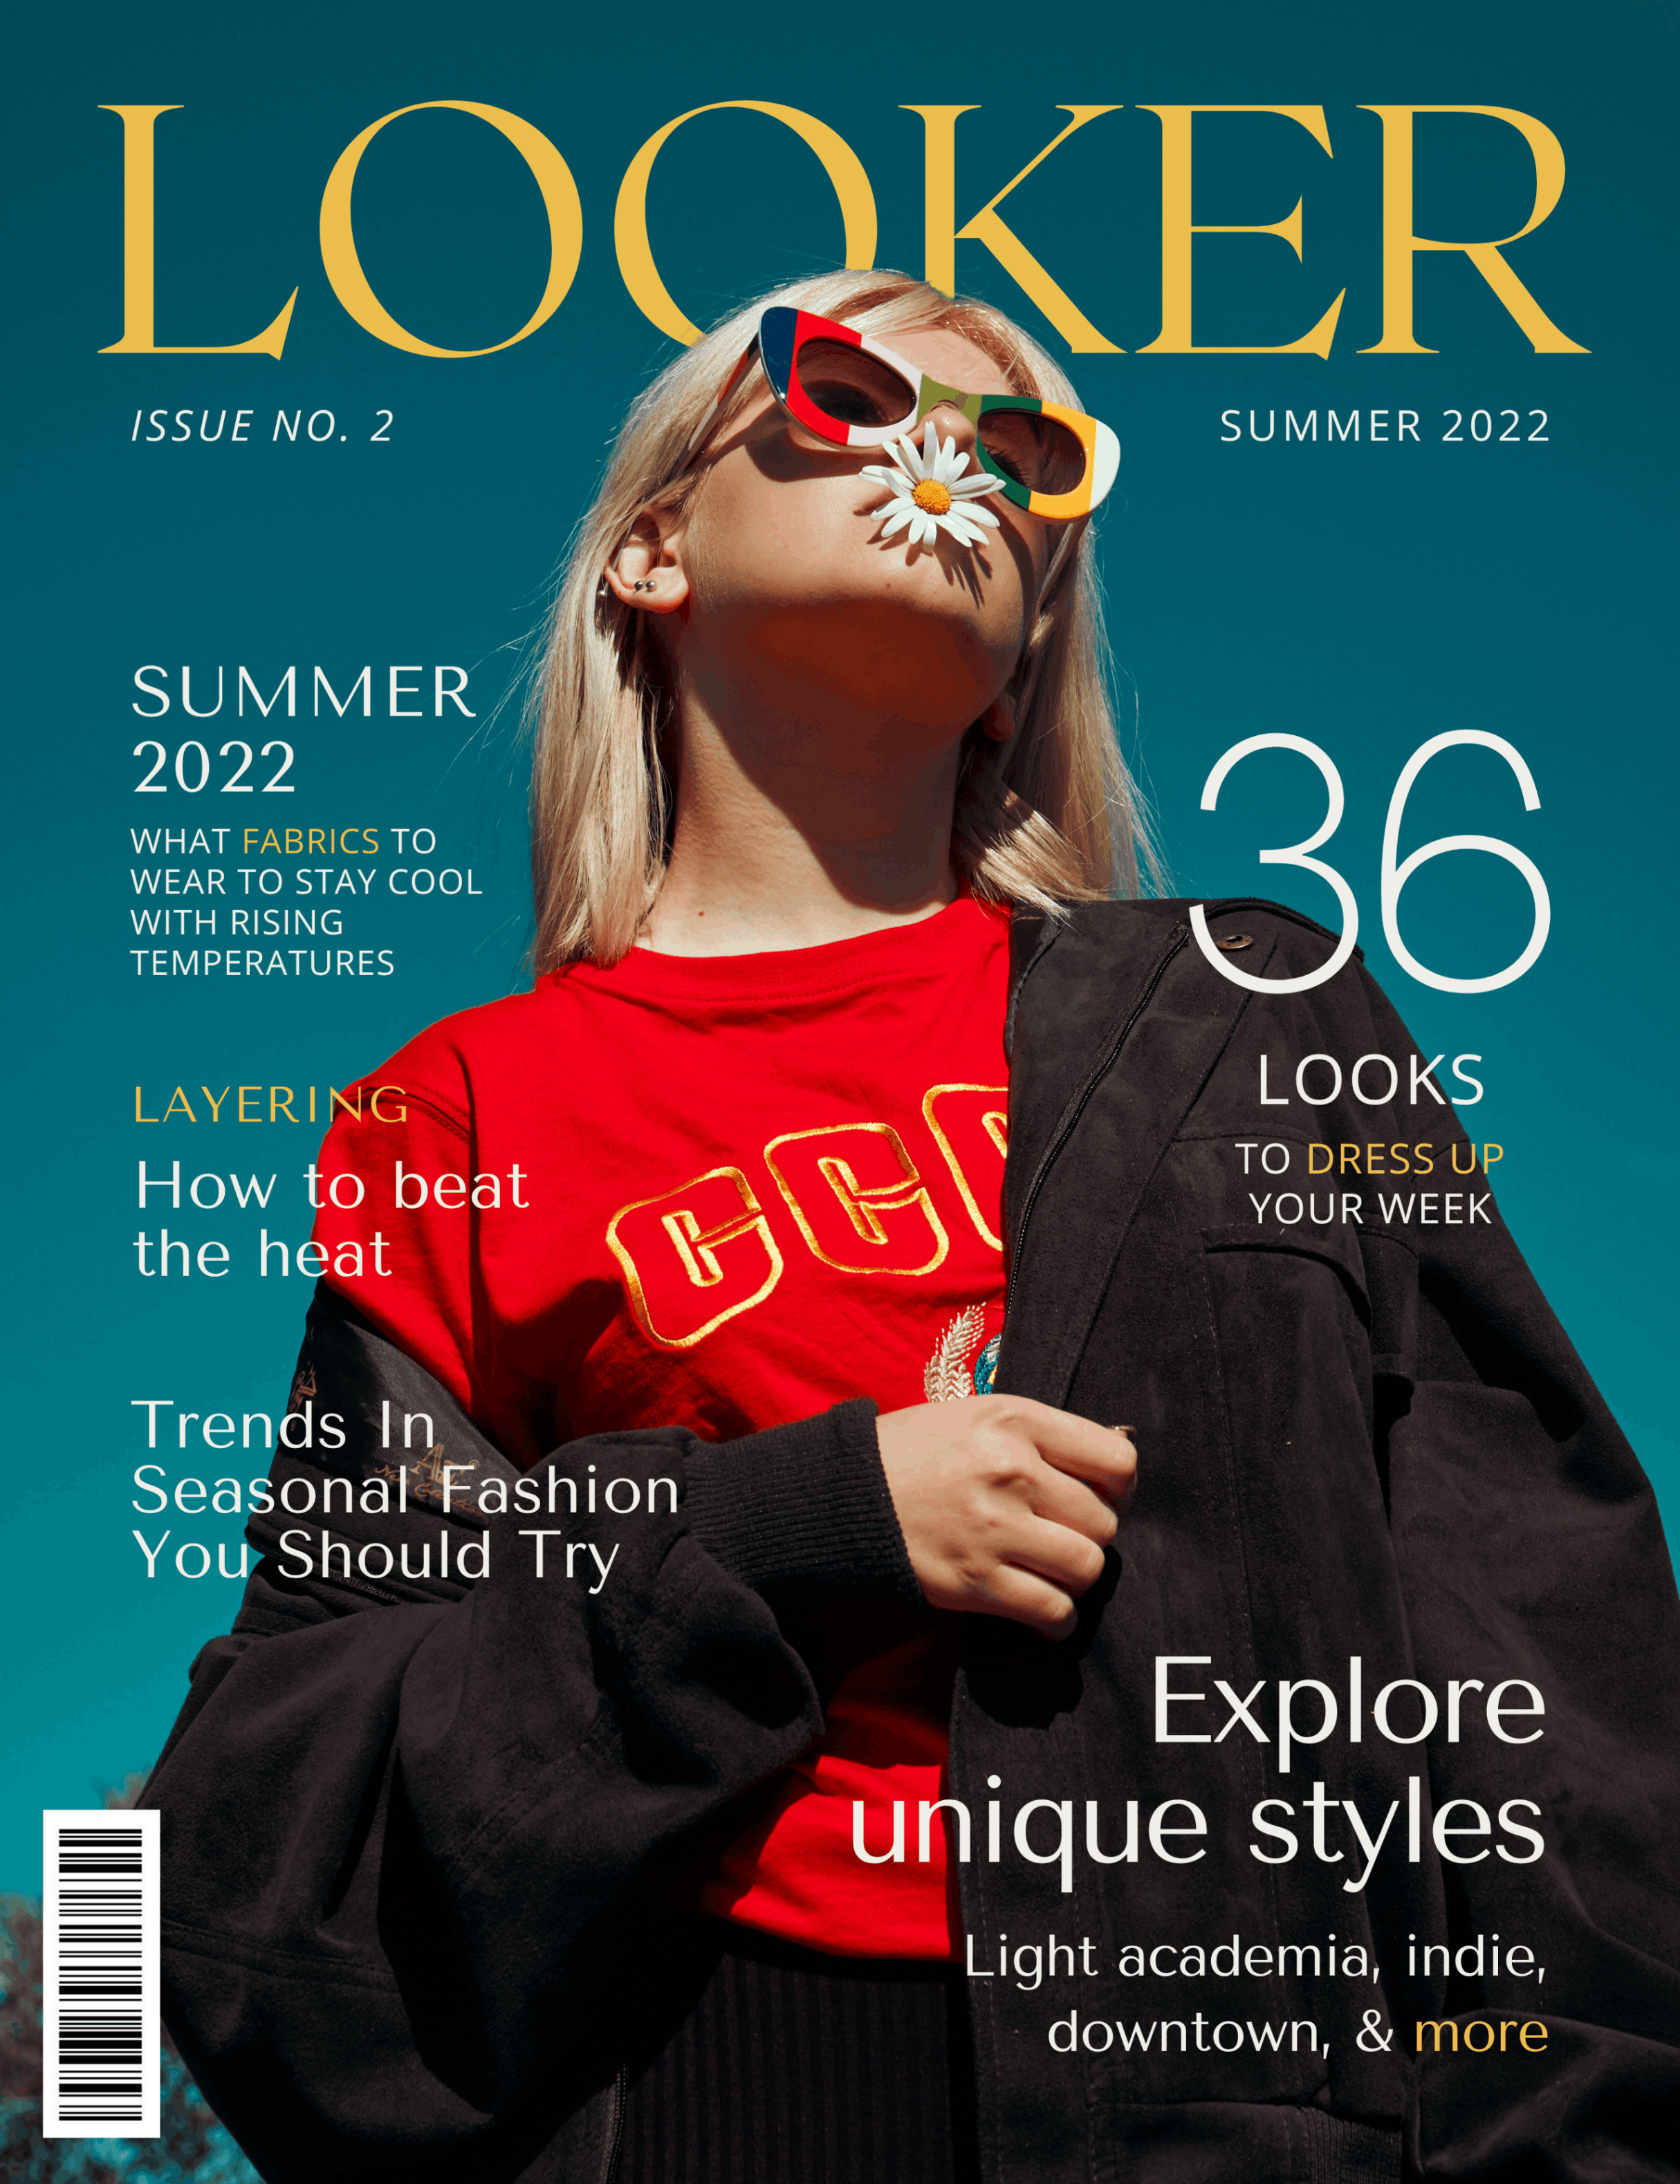 LOOKER
ISSUE NO. 2
SUMMER 2022
SUMMER
2022
WHAT FABRICS TO
WEAR TO STAY COOL
WITH RISING
TEMPERATURES
36
LOOKS
TO DRESS UP
YOUR WEEK
LAYERING
How to beat
the heat
CCC
Trends In
Seasonal Fashion
You Should Try
Explore
unique styles
Light academia, indie,
downtown, & more